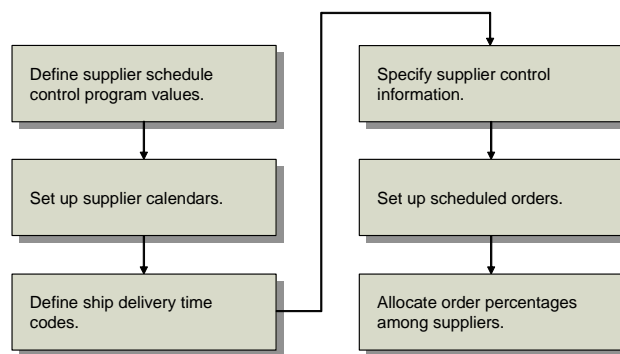 Define supplier schedule
control program values.
Set up supplier calendars.
Define ship delivery time
codes.
Specify supplier control
information.
Set up scheduled orders.
Allocate order percentages
among suppliers.